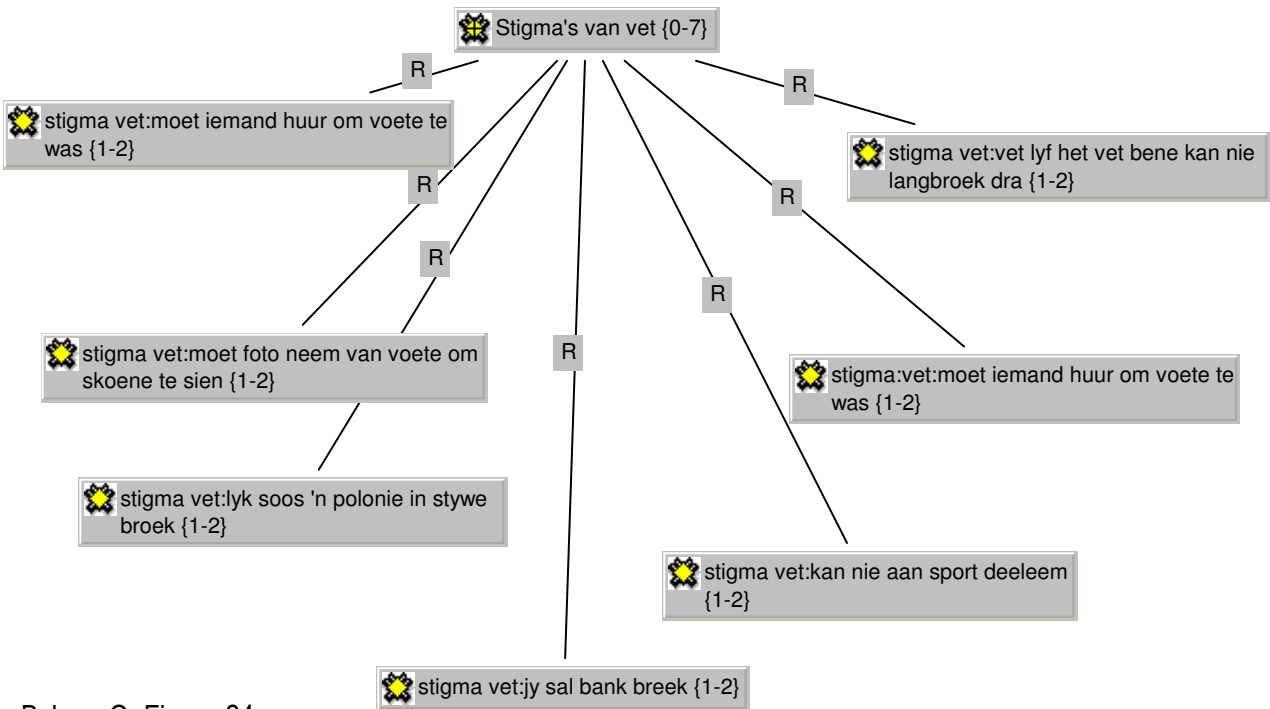 Stigma's van vet {0-7}
R
R
R
R
R
R
R
stigma vet:moet iemand huur om voete te
was {1-2}
stigma vet:vet lyf het vet bene kan nie
langbroek dra {1-2}
stigma vet:moet foto neem van voete om
skoene te sien {1-2}
stigma:vet:moet iemand huur om voete te
was {1-2}
stigma vet:lyk soos 'n polonie in stywe
broek {1-2}
stigma vet:kan nie aan sport deeleem
{1-2}
stigma vet:jy sal bank breek {1-2}